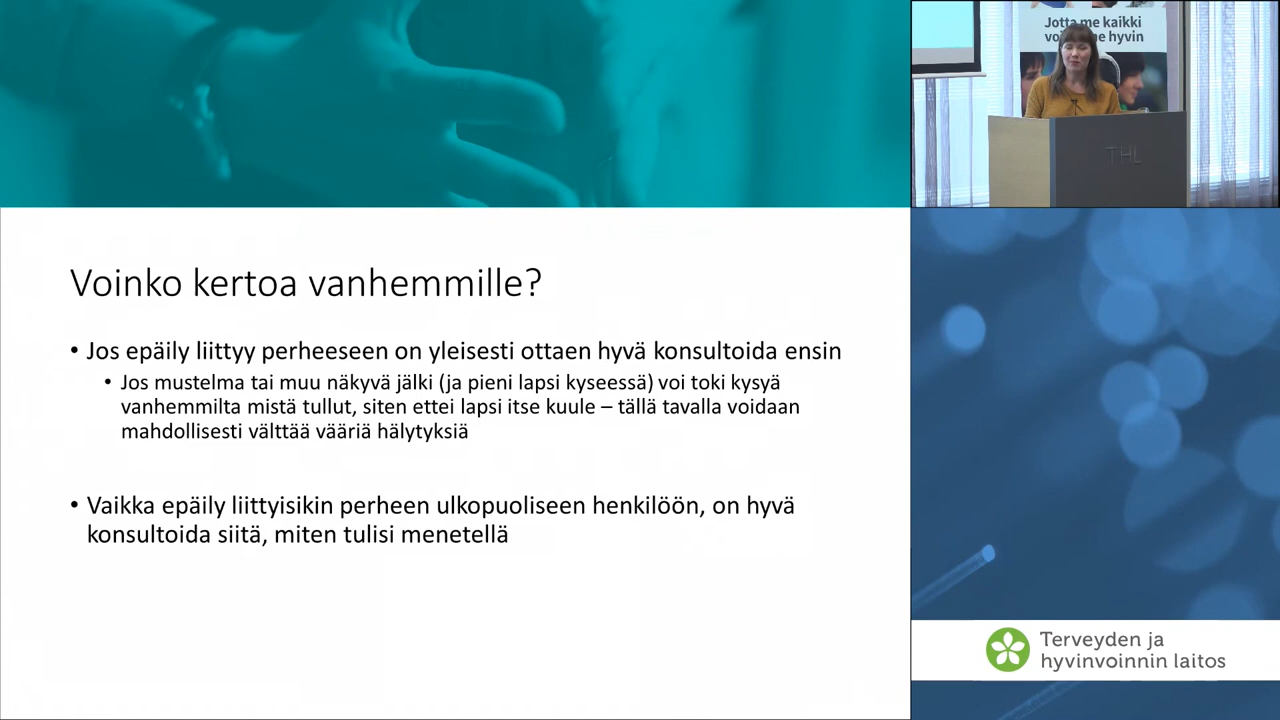 Voinko kertoa vanhemmille?
• Jos epäily liittyy perheeseen on yleisesti ottaen hyvä konsultoida ensin
• Jos mustelma tai muu näkyvä jälki (ja pieni lapsi kyseessä) voi toki kysyä
vanhemmilta mistä tullut, siten ettei lapsi itse kuule – tällä tavalla voidaan
mahdollisesti välttää vääriä hälytyksiä
• Vaikka epäily liittyisikin perheen ulkopuoliseen henkilöön, on hyvä
konsultoida siitä, miten tulisi menetellä
Jotta me kaikki
hyvin
THL
Terveyden ja
hyvinvoinnin laitos